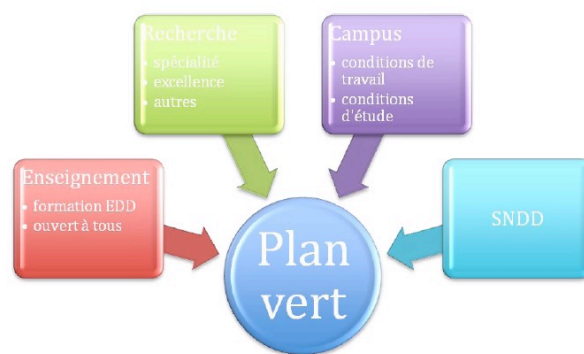 Recherche
• spécialité
• excellence
• autres
Campus
• conditions de
travail
• conditions
d'étude
Enseignement
• formation EDD
• ouvert à tous
SNDD
Plan
vert